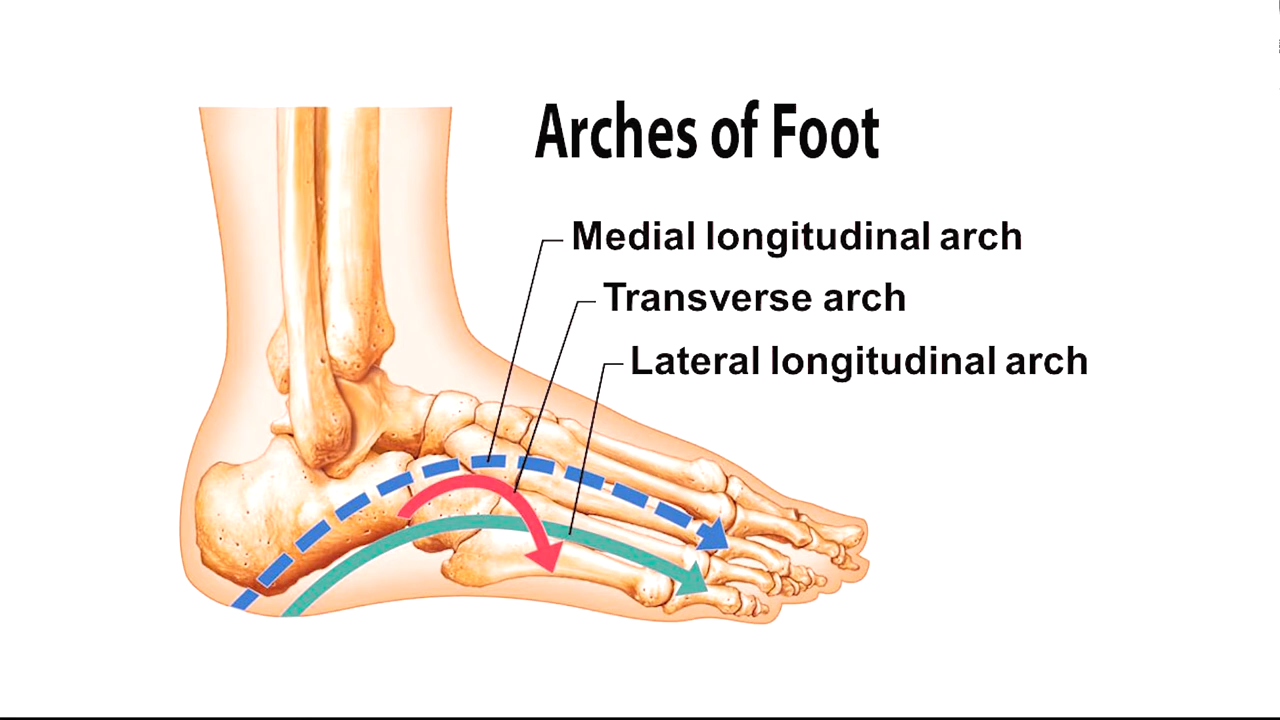 Arches of Foot
Medial longitudinal arch
Transverse arch
Lateral longitudinal arch